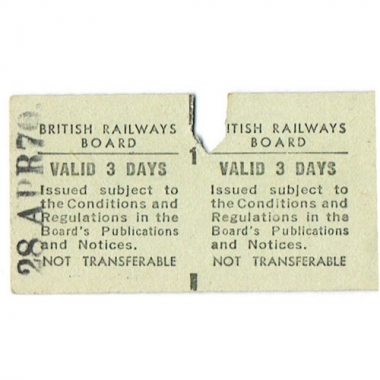 28 APR 70
BRITISH RAILWAYS
BOARD
VALID 3 DAYS
Issued subject to
the Conditions and
Regulations in the
Board's Publications
and Notices.
NOT TRANSFERABLE
1
ITISH RAILWAYS
BOARD
VALID 3 DAYS
Issued subject to
the Conditions and
Regulations in the
Board's Publications
and Notices.
NOT TRANSFERABLE